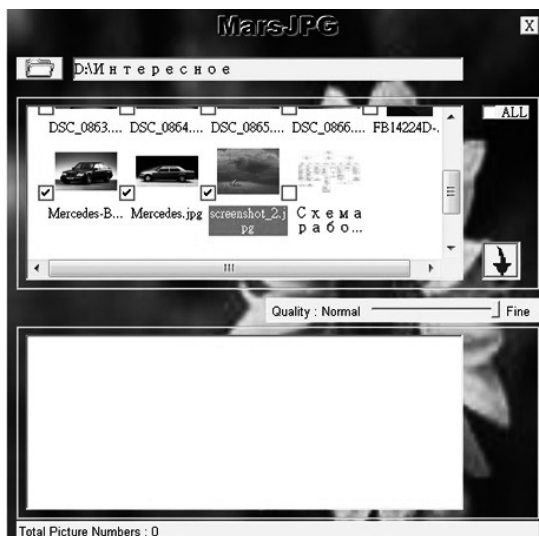 MarsJPG
X
D:\Интересное
ALL
DSC_0863.... DSC_0864.... DSC_0865.... DSC_0866.... FB14224D-..
Mercedes-B... Mercedes.jpg screenshot_2.j Схема
pg рабо...
Quality : Normal Fine
Total Picture Numbers : 0